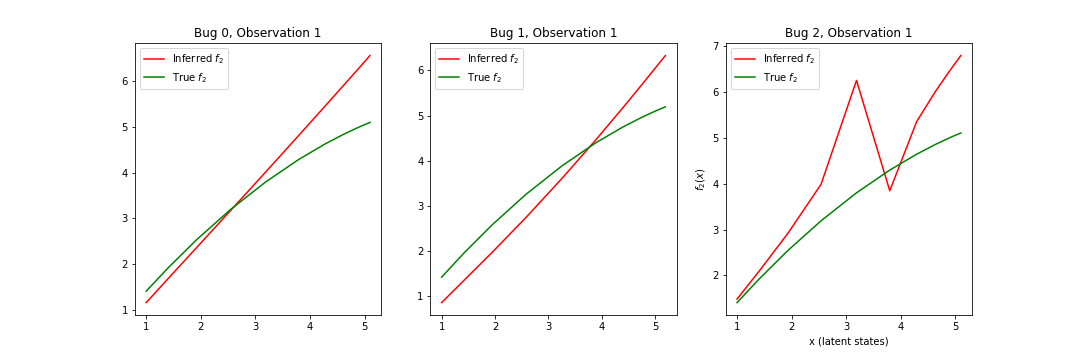 Bug 0, Observation 1
Inferred f₂
True f₂
6
5
4
3
2
1
1 2 3 4 5
Bug 1, Observation 1
Inferred f₂
True f₂
6
5
4
3
2
1
1 2 3 4 5
Bug 2, Observation 1
Inferred f₂
True f₂
f₂(x)
7
6
5
4
3
2
1 2 3 4 5
x (latent states)